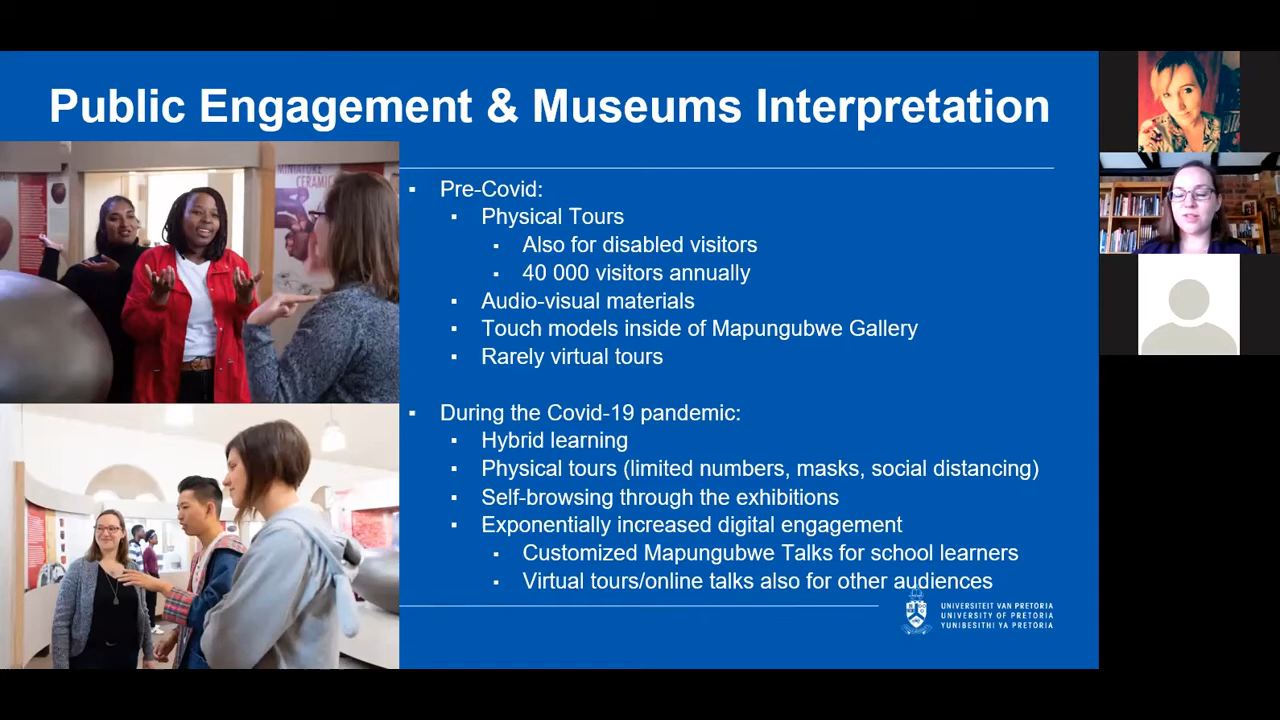 Public Engagement & Museums Interpretation
MINIATURE
CERAMIC
▪ Pre-Covid:
▪ Physical Tours
▪ Also for disabled visitors
▪ 40 000 visitors annually
▪ Audio-visual materials
▪ Touch models inside of Mapungubwe Gallery
▪ Rarely virtual tours
▪ During the Covid-19 pandemic:
▪ Hybrid learning
▪ Physical tours (limited numbers, masks, social distancing)
▪ Self-browsing through the exhibitions
▪ Exponentially increased digital engagement
▪ Customized Mapungubwe Talks for school learners
▪ Virtual tours/online talks also for other audiences
UNIVERSITEIT VAN PRETORIA
UNIVERSITY OF PRETORIA
YUNIBESITHI YA PRETORIA